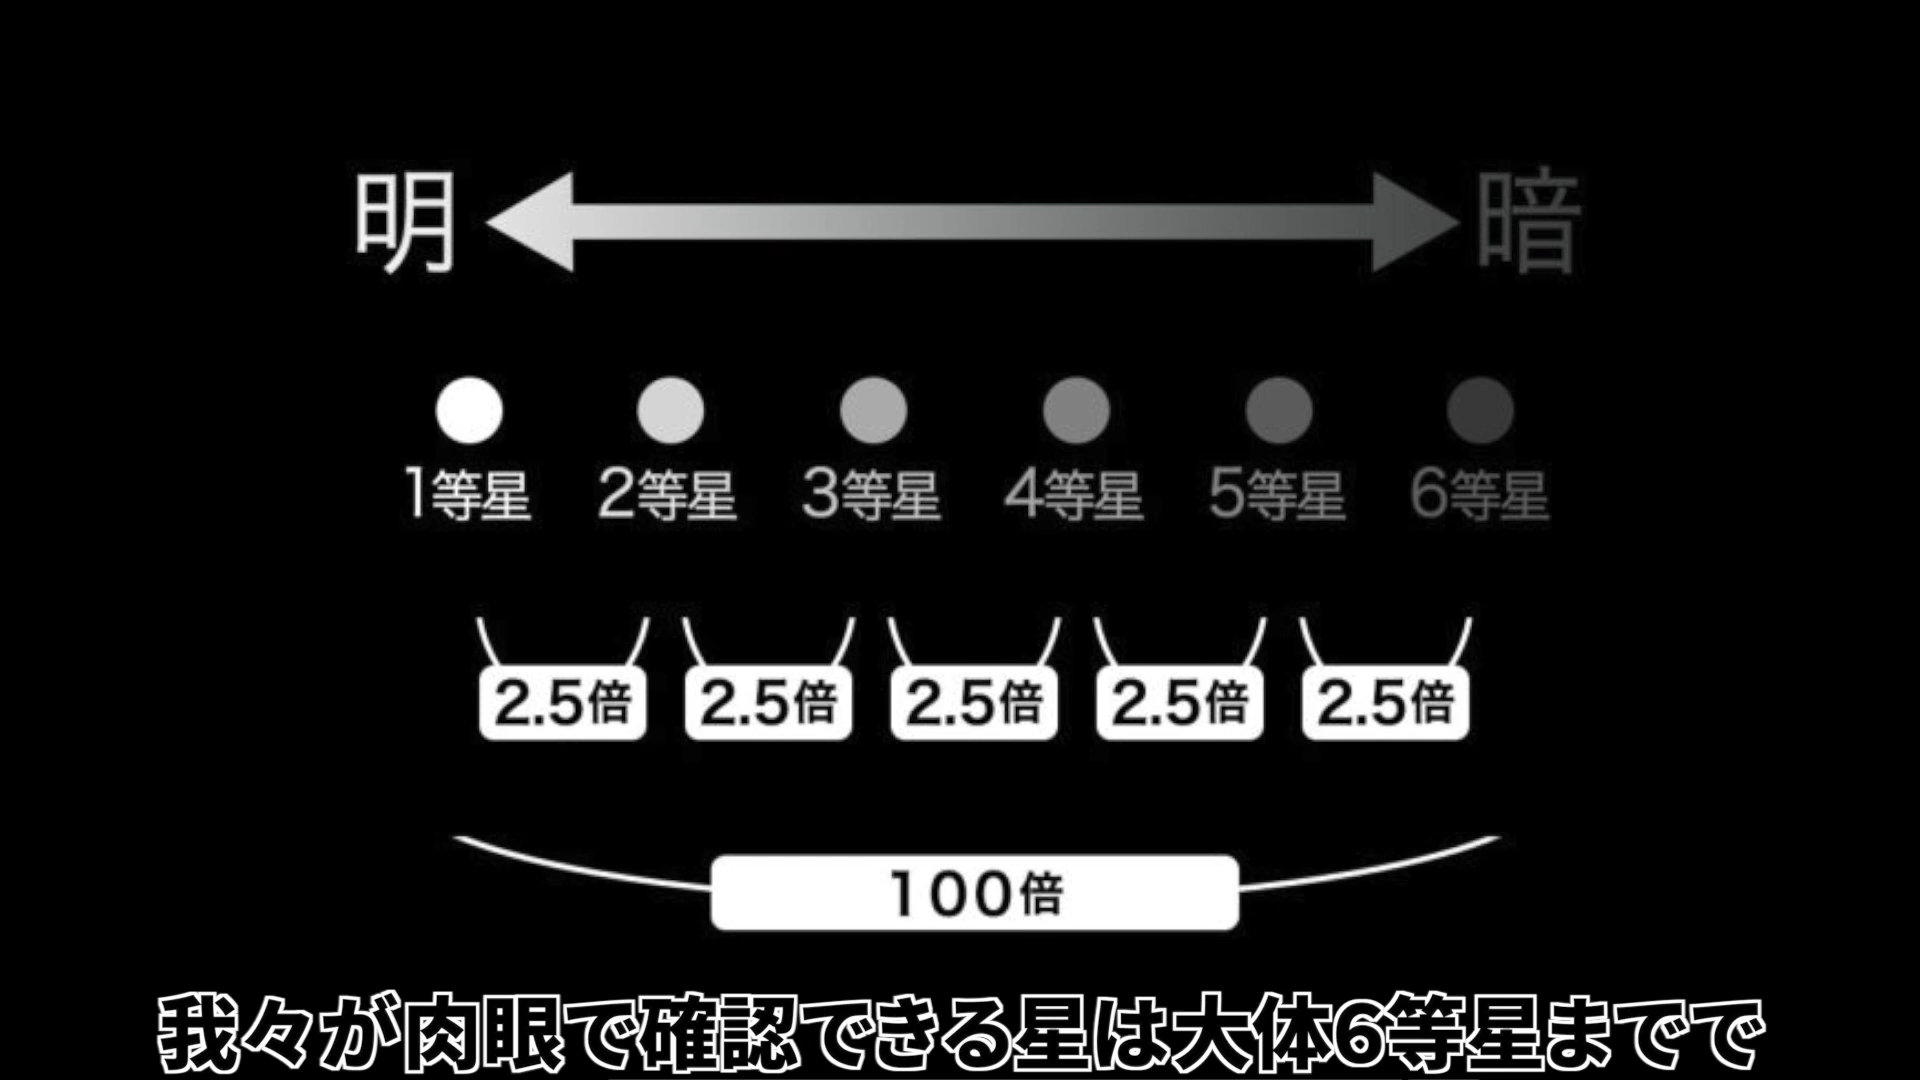 明 暗
1等星 2等星 3等星 4等星 5等星 6等星
2.5倍 2.5倍 2.5倍 2.5倍 2.5倍
100倍
我々が肉眼で確認できる星は大体6等星までで